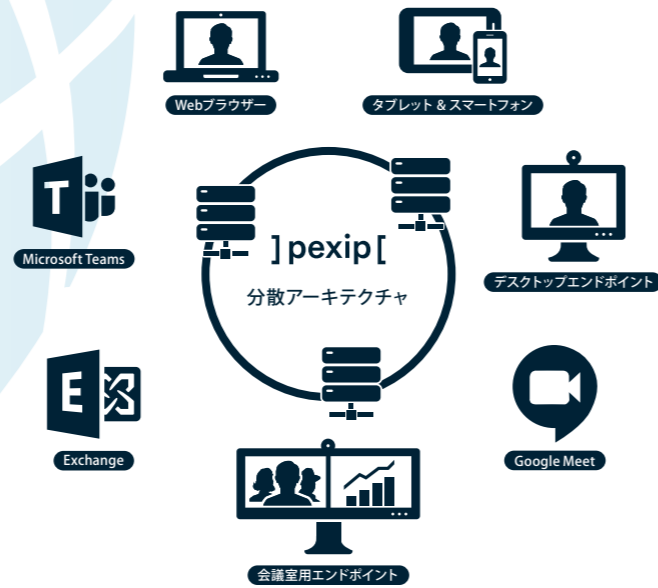 Webブラウザー
タブレット & スマートフォン
T
Microsoft Teams
]pexip[
分散アーキテクチャ
デスクトップエンドポイント
E
Exchange
Google Meet
会議室用エンドポイント